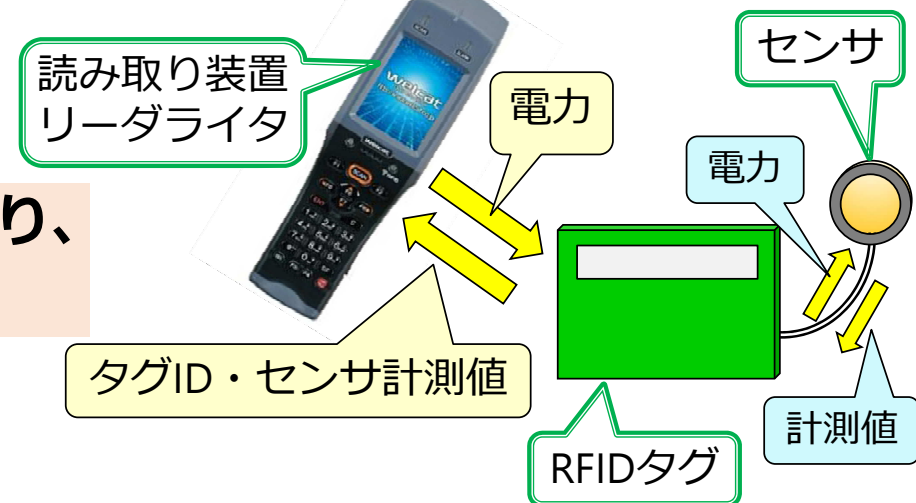 読み取り装置
リーダライタ
センサ
電力
電力
り、
タグID・センサ計測値
計測値
RFIDタグ
welcat
SCAN